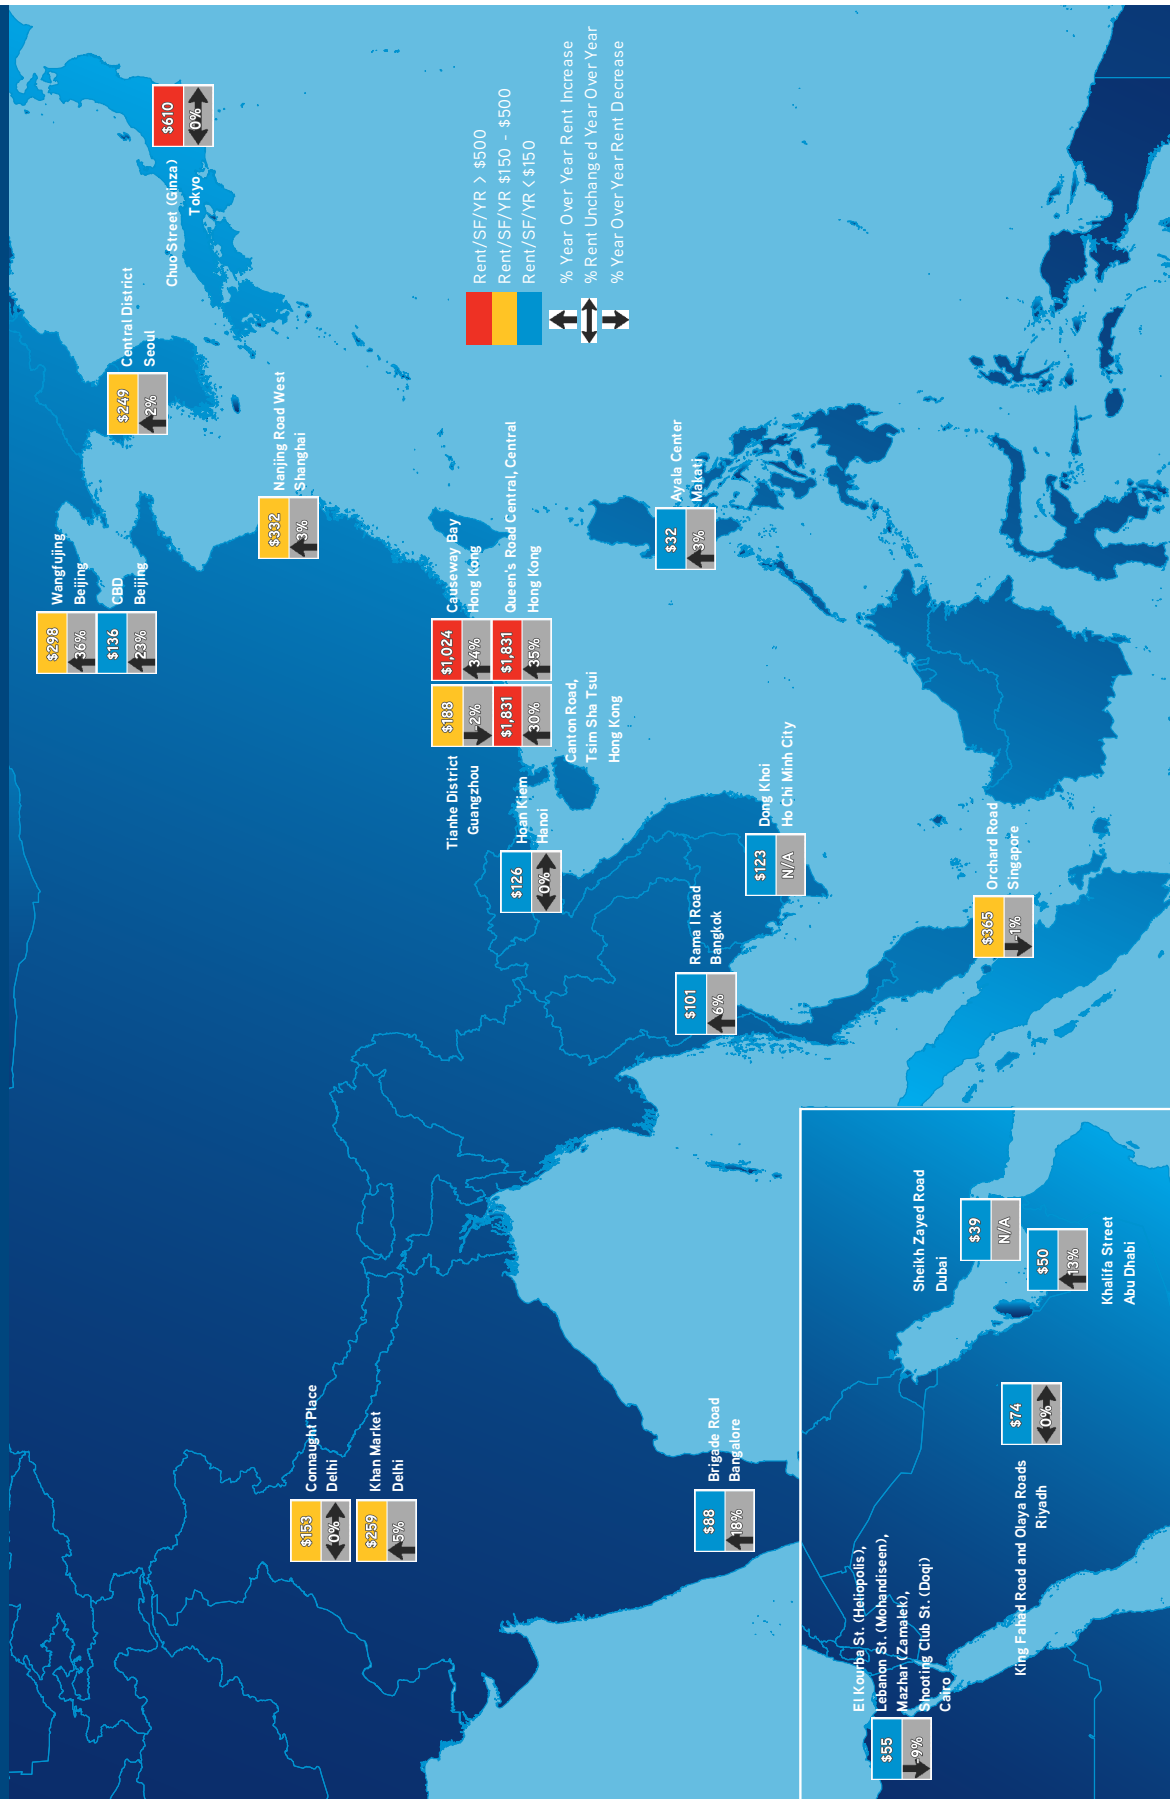 $610
0%
Chuo Street (Ginza)
Tokyo
Central District
Seoul
$249
2%
Nanjing Road West
Shanghai
$332
3%
Wangfujing
Beijing
$298
36%
CBD
Beijing
$136
23%
Rent/SF/YR > $500
Rent/SF/YR $150 - $500
Rent/SF/YR < $150
% Year Over Year Rent Increase
% Rent Unchanged Year Over Year
% Year Over Year Rent Decrease
Causeway Bay
Hong Kong
$1,024
34%
Queen's Road Central, Central
Hong Kong
$1,831
35%
$188
-2%
Tianhe District
Guangzhou
$1,831
30%
Canton Road,
Tsim Sha Tsui
Hong Kong
Ayala Center
Makati
$32
3%
Hoan Kiem
Hanoi
$126
0%
Dong Khoi
Ho Chi Minh City
$123
N/A
Rama I Road
Bangkok
$101
6%
Orchard Road
Singapore
$365
-1%
Connaught Place
Delhi
$153
0%
Khan Market
Delhi
$259
5%
Brigade Road
Bangalore
$88
18%
Sheikh Zayed Road
Dubai
$39
N/A
$50
13%
Khalifa Street
Abu Dhabi
$74
0%
King Fahad Road and Olaya Roads
Riyadh
El Kourba St. (Heliopolis),
Lebanon St. (Mohandiseen),
Mazhar (Zamalek),
Shooting Club St. (Doqi)
Cairo
$55
-9%